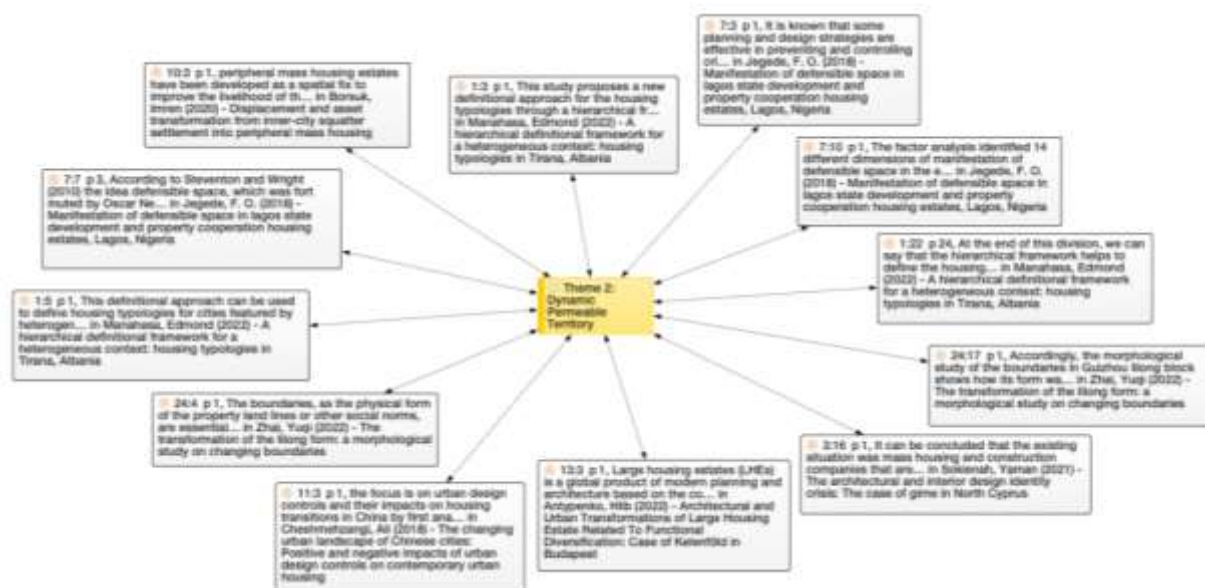 7:3 p 1, It is known that some
planning and design strategies are
effective in preventing and controlling
cri... in Jegede, F. O. (2018) -
Manifestation of defensible space in
lagos state development and
property cooperation housing
estates, Lagos, Nigeria
10:3 p 1, peripheral mass housing estates
have been developed as a spatial fix to
improve the livelihood of th... in Borsuk,
Imren (2020) - Displacement and asset
transformation from inner-city squatter
settlement into peripheral mass housing
1:3 p 1, This study proposes a new
definitional approach for the housing
typologies through a hierarchical fr...
in Manahasa, Edmond (2022) - A
hierarchical definitional framework for
a heterogeneous context: housing
typologies in Tirana, Albania
7:10 p 1, The factor analysis identified 14
different dimensions of manifestation of
defensible space in the e... in Jegede, F. O.
(2018) - Manifestation of defensible space in
lagos state development and property
cooperation housing estates, Lagos, Nigeria
7:7 p 3, According to Steventon and Wright
(2010) the idea defensible space, which was fort
muted by Oscar Ne... in Jegede, F. O. (2018) -
Manifestation of defensible space in lagos state
development and property cooperation housing
estates, Lagos, Nigeria
1:22 p 24, At the end of this division, we can
say that the hierarchical framework helps to
define the housing... in Manahasa, Edmond
(2022) - A hierarchical definitional framework
for a heterogeneous context: housing
typologies in Tirana, Albania
Theme 2:
Dynamic
Permeable
Territory
1:5 p 1, This definitional approach can be used
to define housing typologies for cities featured by
heterogen... in Manahasa, Edmond (2022) - A
hierarchical definitional framework for a
heterogeneous context: housing typologies in
Tirana, Albania
24:17 p 1, Accordingly, the morphological
study of the boundaries in Guizhou lilong block
shows how its form wa... in Zhai, Yuqi (2022) -
The transformation of the lilong form: a
morphological study on changing boundaries
24:4 p 1, The boundaries, as the physical form
of the property land lines or other social norms,
are essential... in Zhai, Yuqi (2022) - The
transformation of the lilong form: a morphological
study on changing boundaries
3:16 p 1, It can be concluded that the existing
situation was mass housing and construction
companies that are... in Sokienah, Yaman (2021) -
The architectural and interior design identity
crisis: The case of girne in North Cyprus
13:3 p 1, Large housing estates (LHEs)
is a global product of modern planning and
architecture based on the co... in
Antypenko, Hlib (2022) - Architectural and
Urban Transformations of Large Housing
Estate Related To Functional
Diversification: Case of Kelenföld in
Budapest
11:3 p 1, the focus is on urban design
controls and their impacts on
housing transitions in China by first ana... in
Cheshmehzangi, Ali (2018) - The changing
urban landscape of Chinese cities:
Positive and negative impacts of urban
design controls on contemporary urban
housing